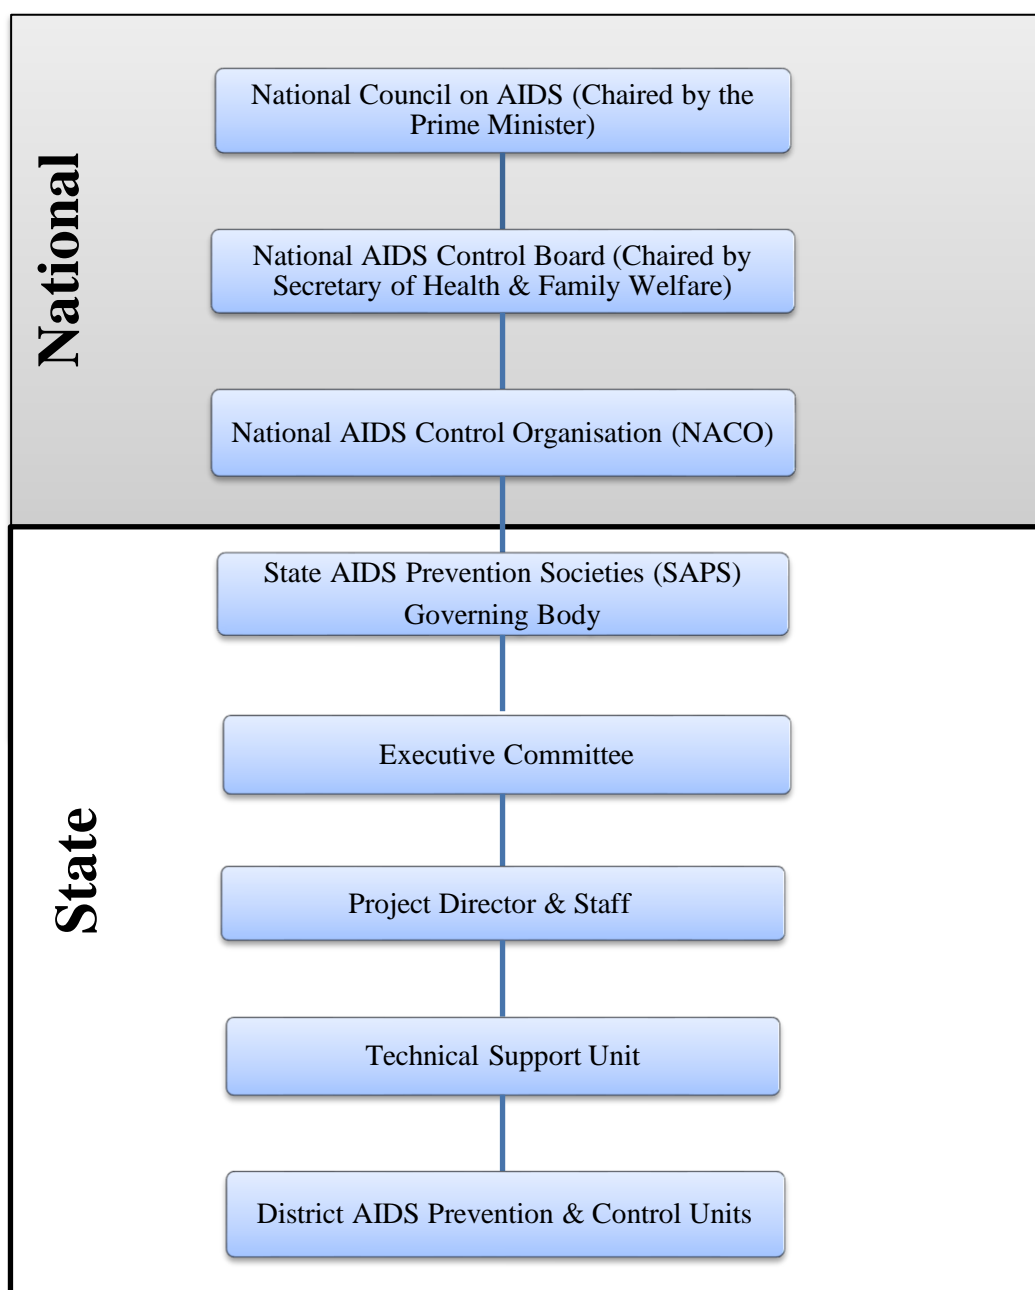 National
National Council on AIDS (Chaired by the
Prime Minister)
National AIDS Control Board (Chaired by
Secretary of Health & Family Welfare)
National AIDS Control Organisation (NACO)
State
State AIDS Prevention Societies (SAPS)
Governing Body
Executive Committee
Project Director & Staff
Technical Support Unit
District AIDS Prevention & Control Units